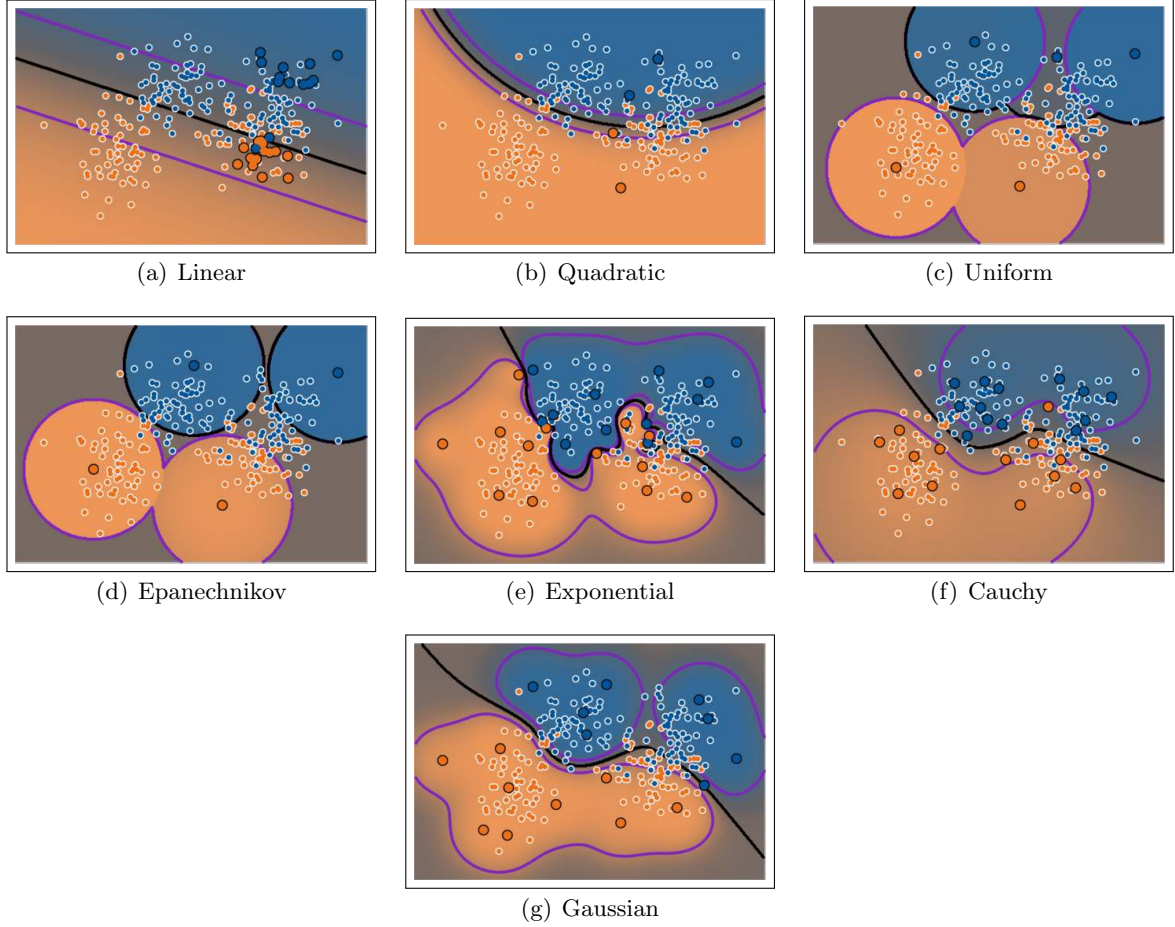 (a) Linear
(b) Quadratic
(c) Uniform
(d) Epanechnikov
(e) Exponential
(f) Cauchy
(g) Gaussian